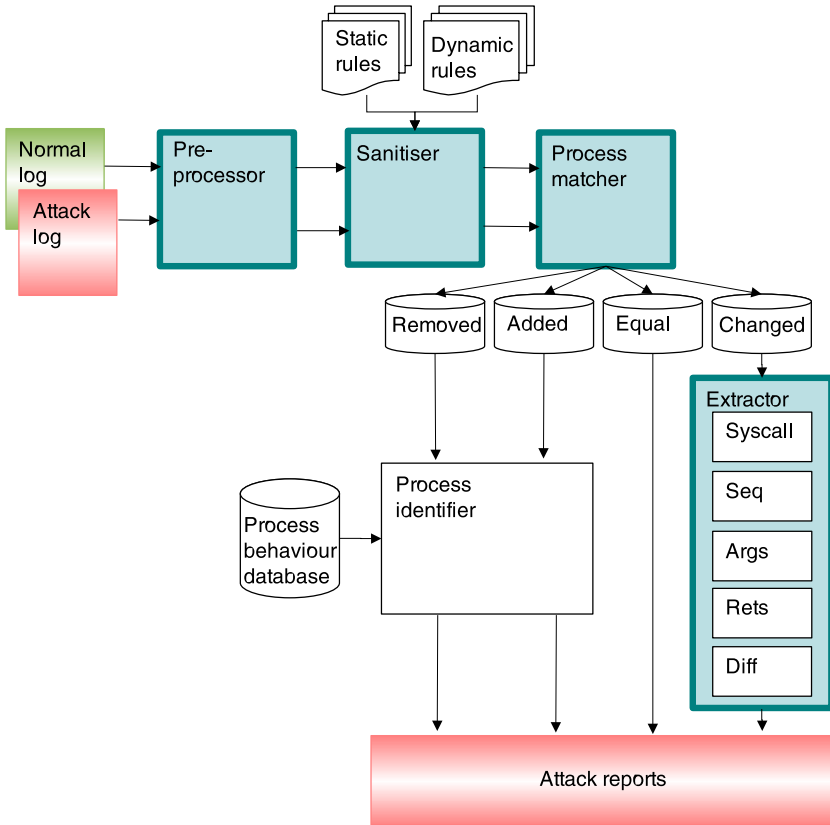 Static
rules
Dynamic
rules
Normal
log
Attack
log
Pre-
processor
Sanitiser
Process
matcher
Removed
Added
Equal
Changed
Extractor
Syscall
Seq
Args
Rets
Diff
Process
identifier
Process
behaviour
database
Attack reports